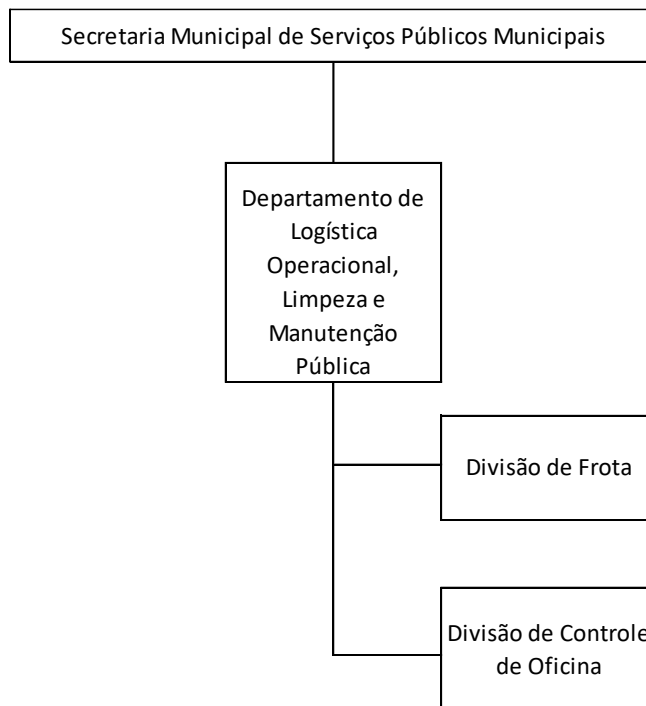 Secretaria Municipal de Serviços Públicos Municipais
Departamento de
Logística
Operacional,
Limpeza e
Manutenção
Pública
Divisão de Frota
Divisão de Controle
de Oficina